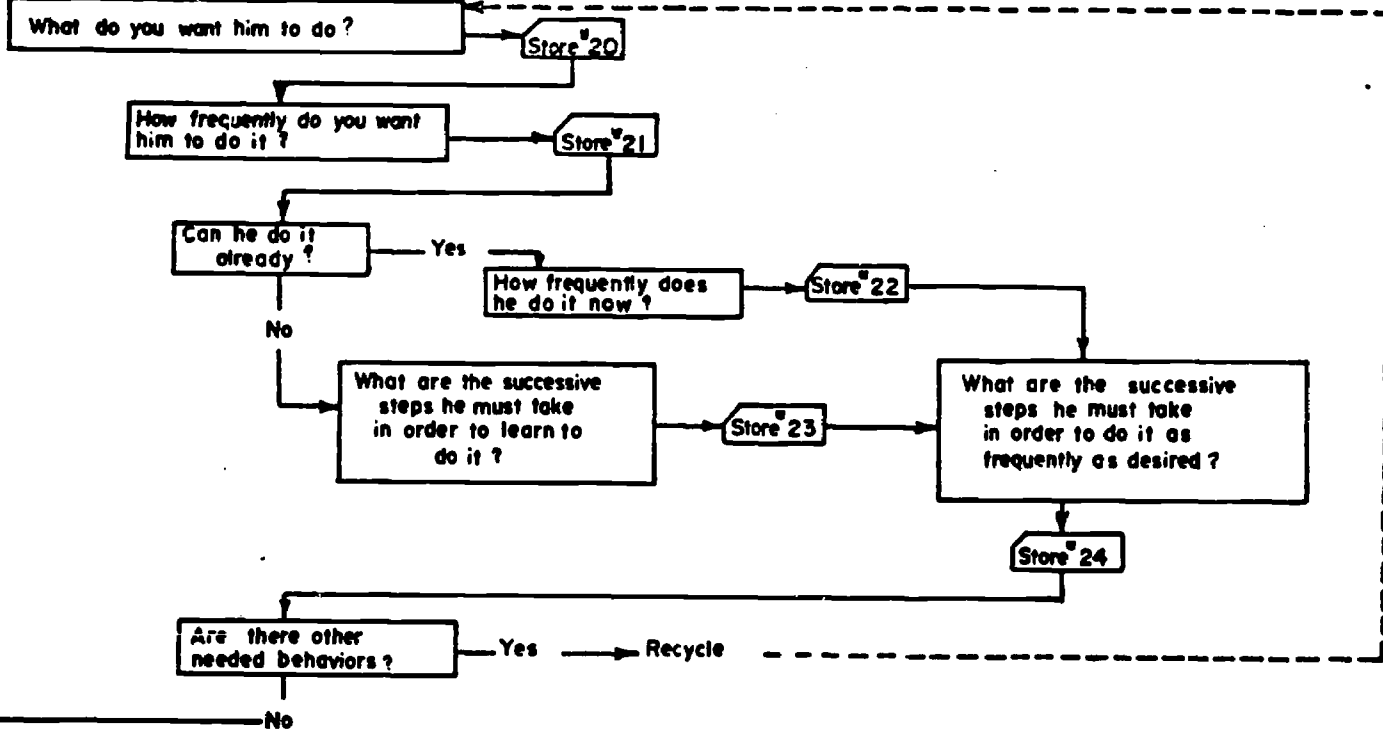 What do you want him to do?
Store # 20
How frequently do you want
him to do it ?
Store # 21
Can he do it
already ?
Yes
How frequently does
he do it now ?
Store # 22
No
What are the successive
steps he must take
in order to learn to
do it ?
Store # 23
What are the successive
steps he must take
in order to do it as
frequently as desired ?
Store # 24
Are there other
needed behaviors ?
Yes
Recycle
No